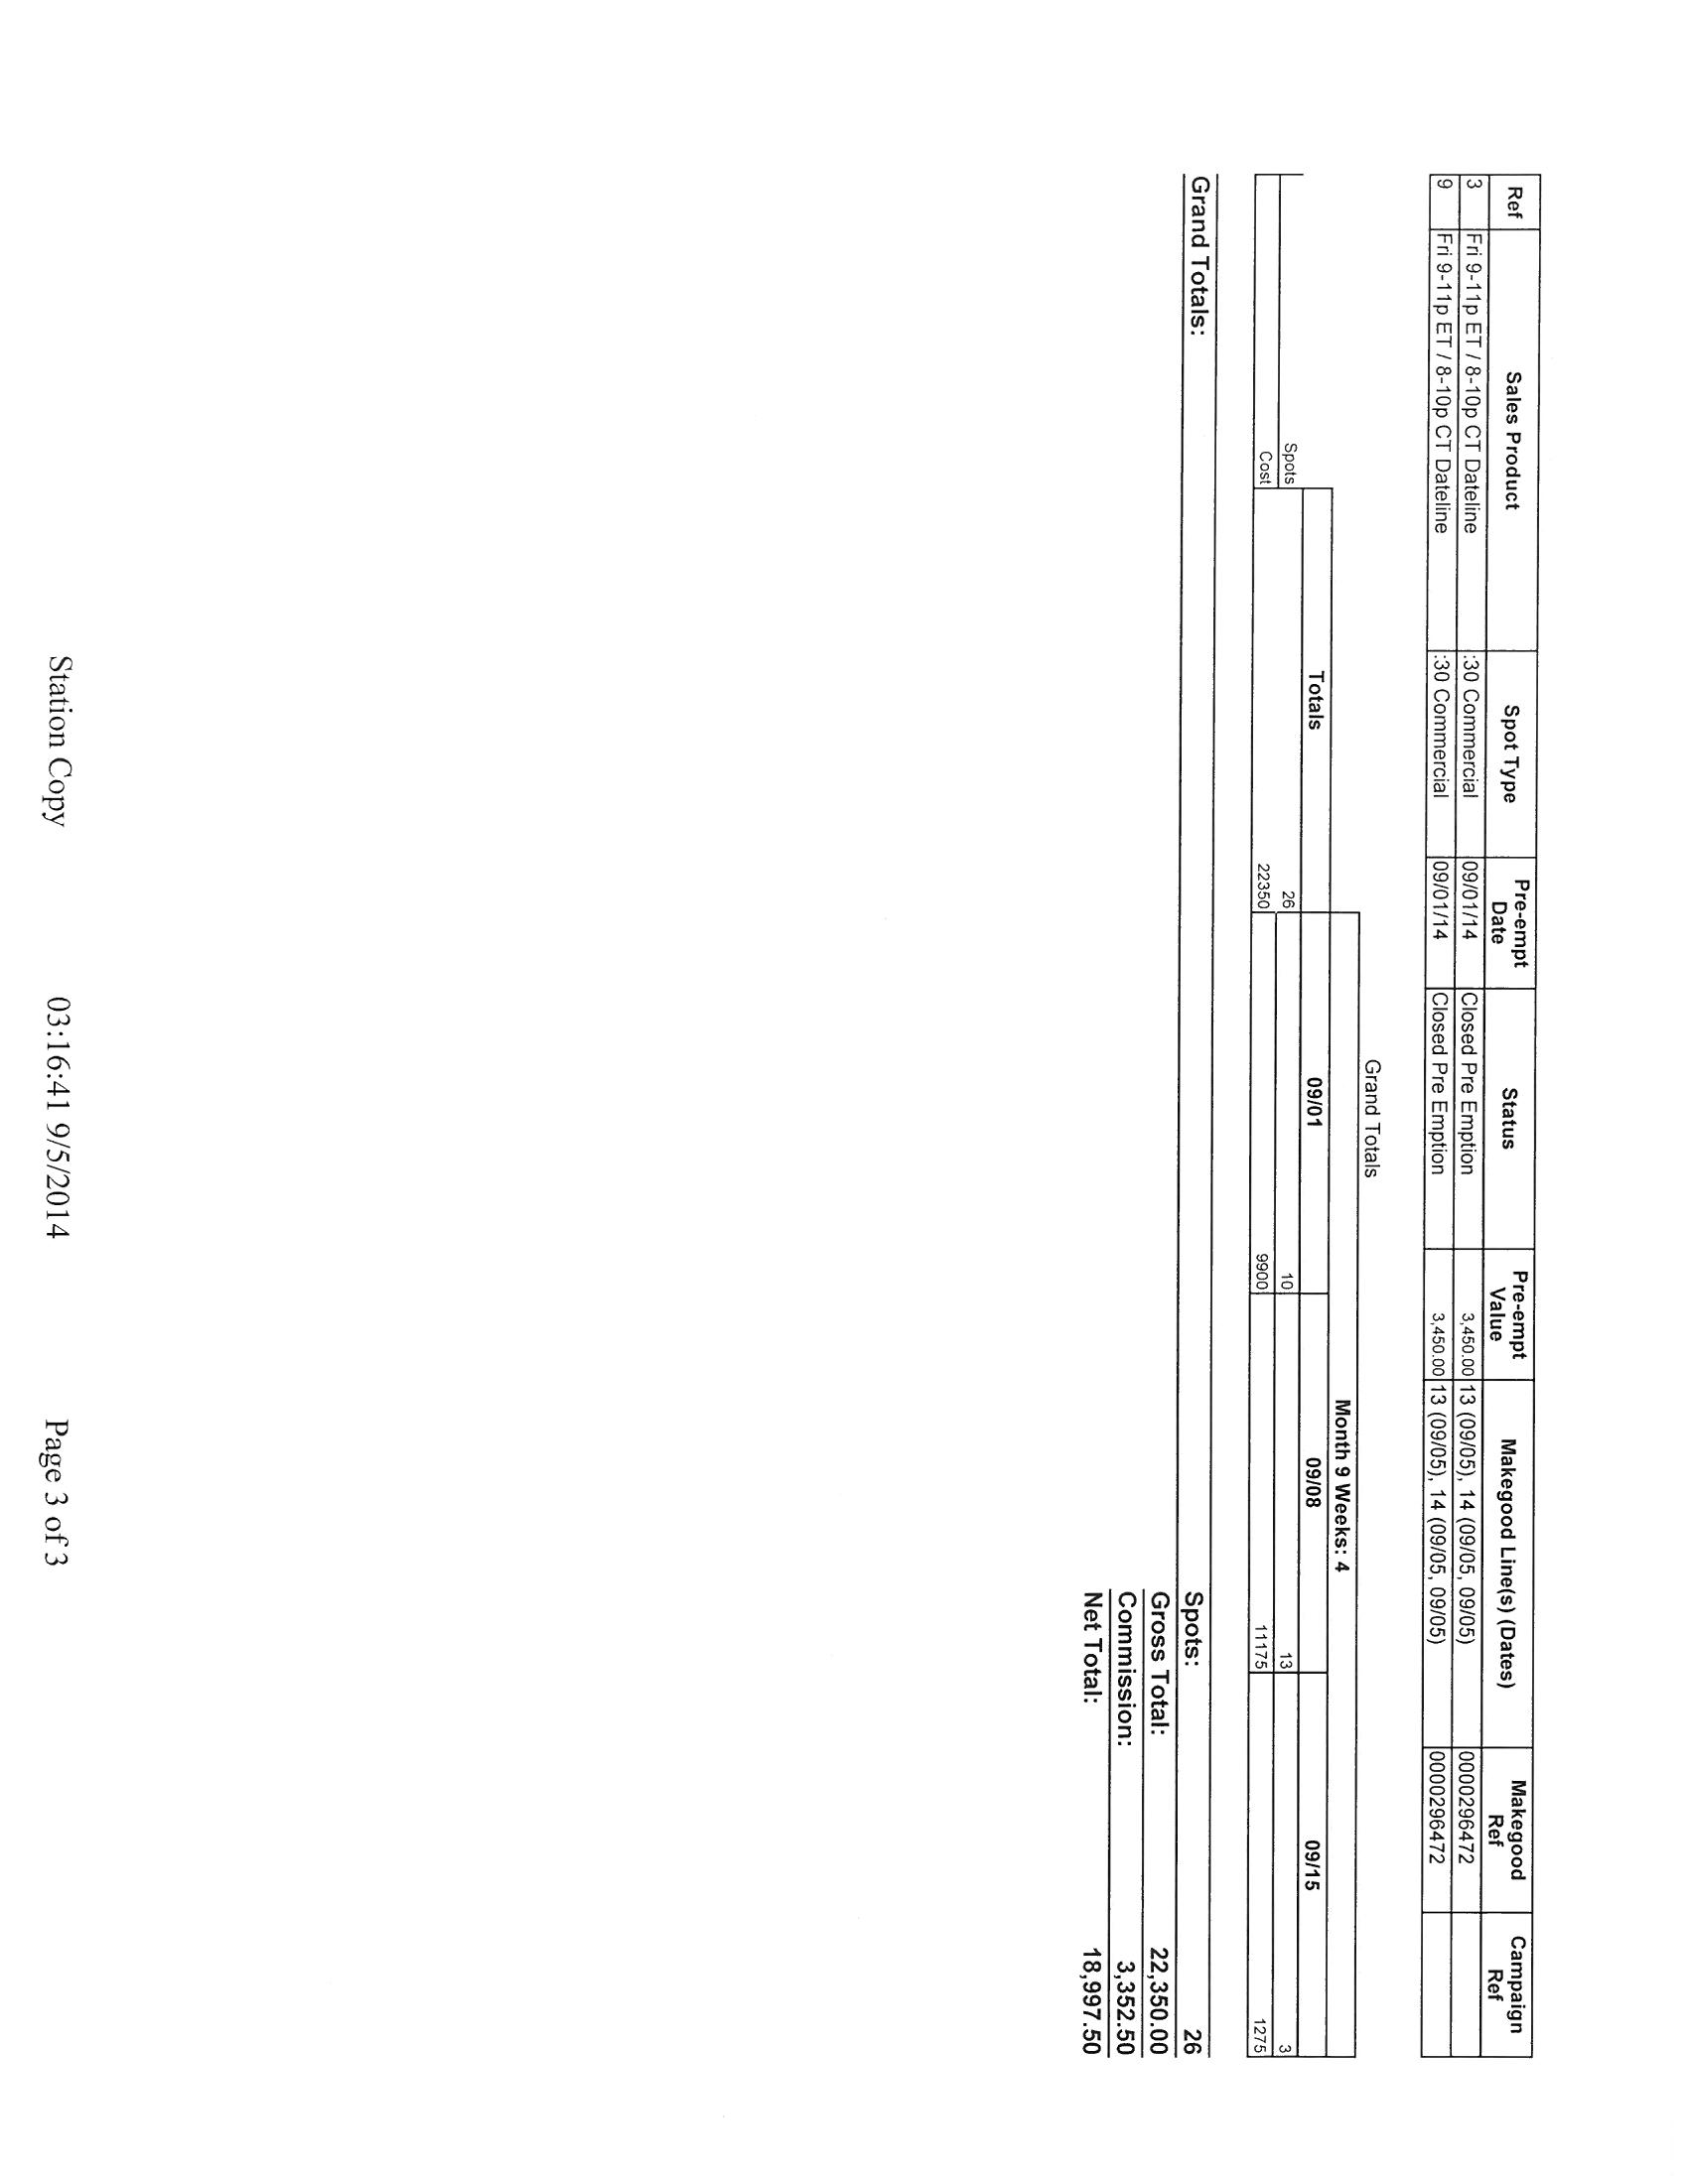 Ref Sales Product Spot Type Pre-empt Date Status Pre-empt Value Makegood Line(s) (Dates) Makegood Ref Campaign Ref
3 Fri 9-11p ET / 8-10p CT Dateline :30 Commercial 09/01/14 Closed Pre Emption 3,450.00 13 (09/05), 14 (09/05, 09/05) 0000296472
9 Fri 9-11p ET / 8-10p CT Dateline :30 Commercial 09/01/14 Closed Pre Emption 3,450.00 13 (09/05), 14 (09/05, 09/05) 0000296472
Grand Totals
Month 9 Weeks: 4
Totals 09/01 09/08 09/15
Spots 26 10 13 3
Cost 22350 9900 11175 1275
Grand Totals: Spots: 26
Gross Total: 22,350.00
Commission: 3,352.50
Net Total: 18,997.50
Station Copy 03:16:41 9/5/2014 Page 3 of 3